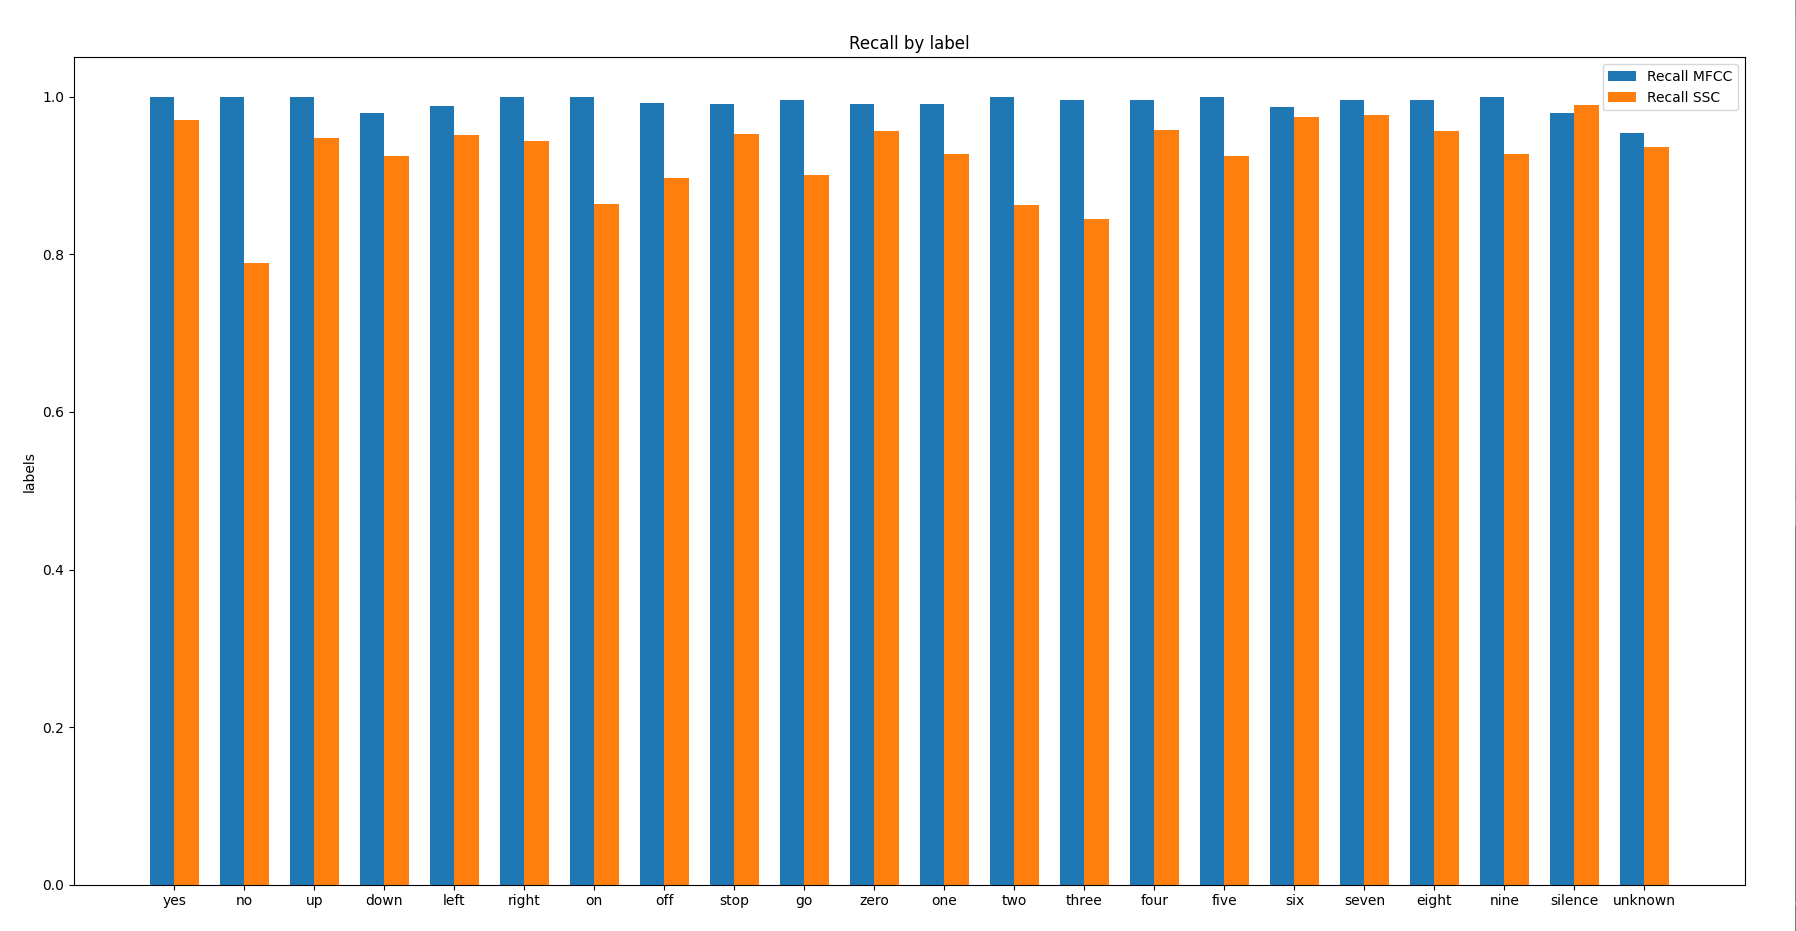 Recall by label
Recall MFCC
Recall SSC
1.0
0.8
0.6
0.4
0.2
0.0
labels
yes no up down left right on off stop go zero one two three four five six seven eight nine silence unknown